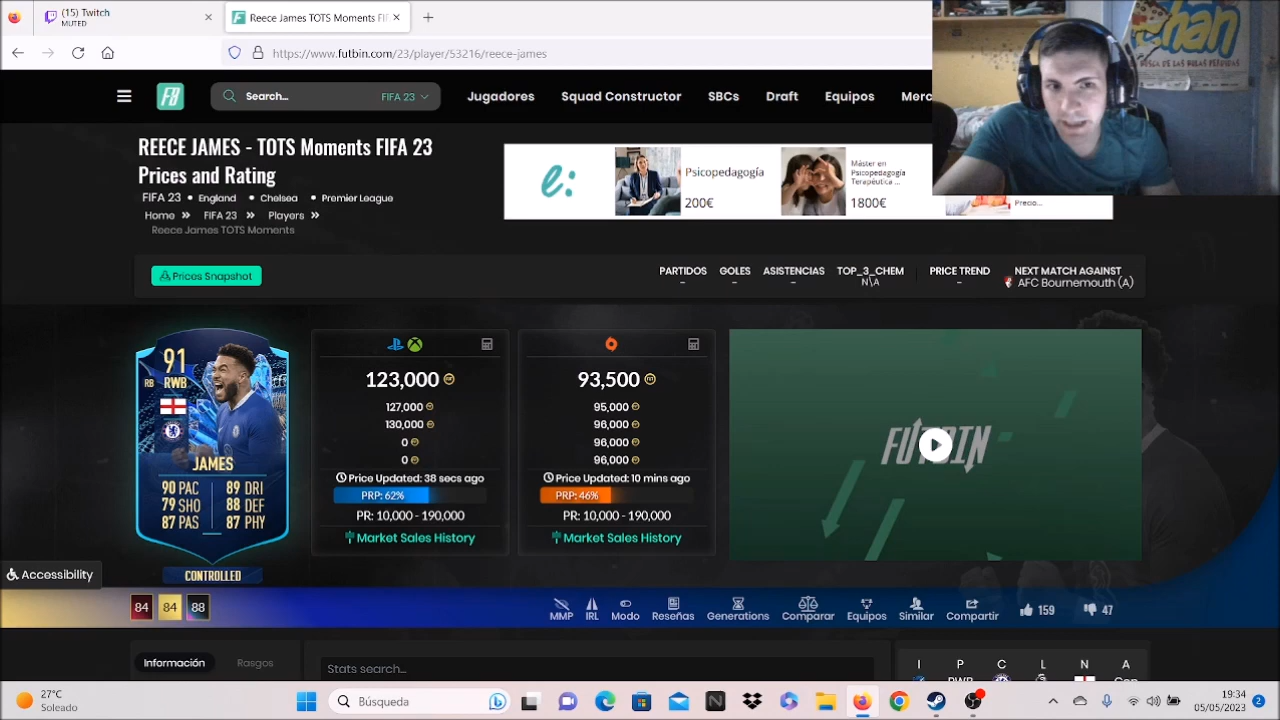 (15) Twitch
MUTED
Reece James TOTS Moments FI
https://www.futbin.com/23/player/53216/reece-james
Search...
FIFA 23
Jugadores
Squad Constructor
SBCs
Draft
Equipos
Merc
REECE JAMES - TOTS Moments FIFA 23
Prices and Rating
FIFA 23 • England • Chelsea • Premier League
Home » FIFA 23 » Players »
Reece James TOTS Moments
e:
Psicopedagogía
200€
Máster en
Psicopedagogía
Terapéutica ...
1800€
Precio...
Prices Snapshot
PARTIDOS
-
GOLES
-
ASISTENCIAS
-
TOP_3_CHEM
N\A
PRICE TREND
-
NEXT MATCH AGAINST
AFC Bournemouth (A)
91
RB RWB
JAMES
90 PAC 89 DRI
79 SHO 88 DEF
87 PAS 87 PHY
CONTROLLED
123,000
127,000
130,000
0
0
Price Updated: 38 secs ago
PRP: 62%
PR: 10,000 - 190,000
Market Sales History
93,500
95,000
96,000
96,000
96,000
Price Updated: 10 mins ago
PRP: 46%
PR: 10,000 - 190,000
Market Sales History
FUTBIN
Accessibility
84 84 88
MMP
IRL
Modo
Reseñas
Generations
Comparar
Equipos
Similar
Compartir
159
47
Información
Rasgos
Stats search...
I P C L N A
27°C
Soleado
Búsqueda
19:34
05/05/2023
2